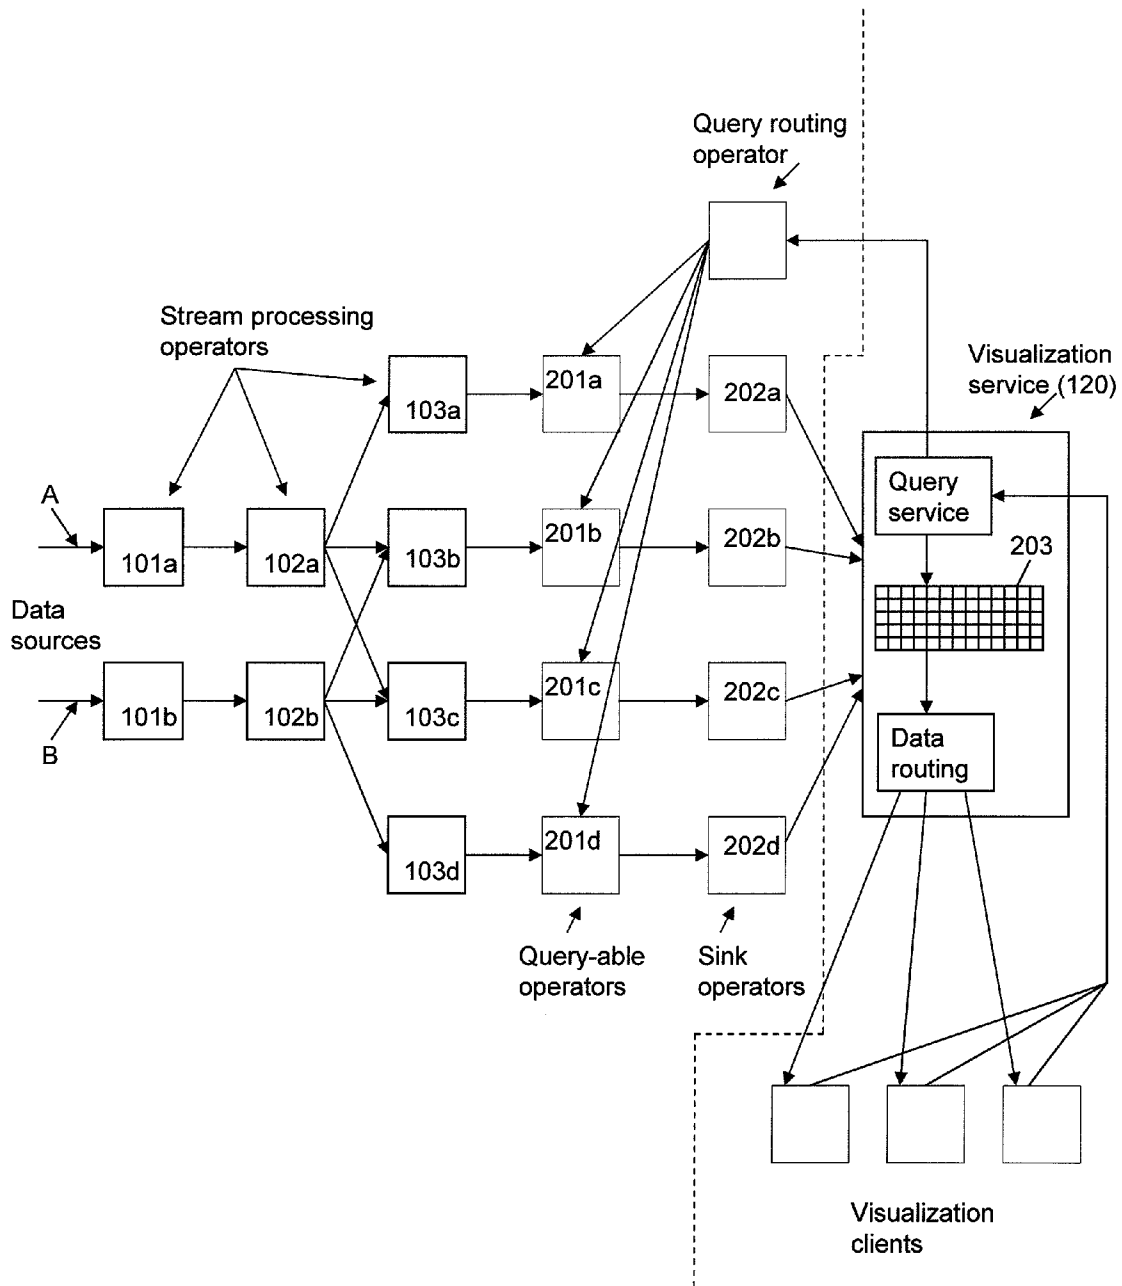 Query routing
operator
Stream processing
operators
Visualization
service (120)
103a
201a
202a
Query
service
A
101a
102a
103b
201b
202b
203
Data
sources
101b
102b
103c
201c
202c
Data
routing
B
103d
201d
202d
Query-able
operators
Sink
operators
Visualization
clients